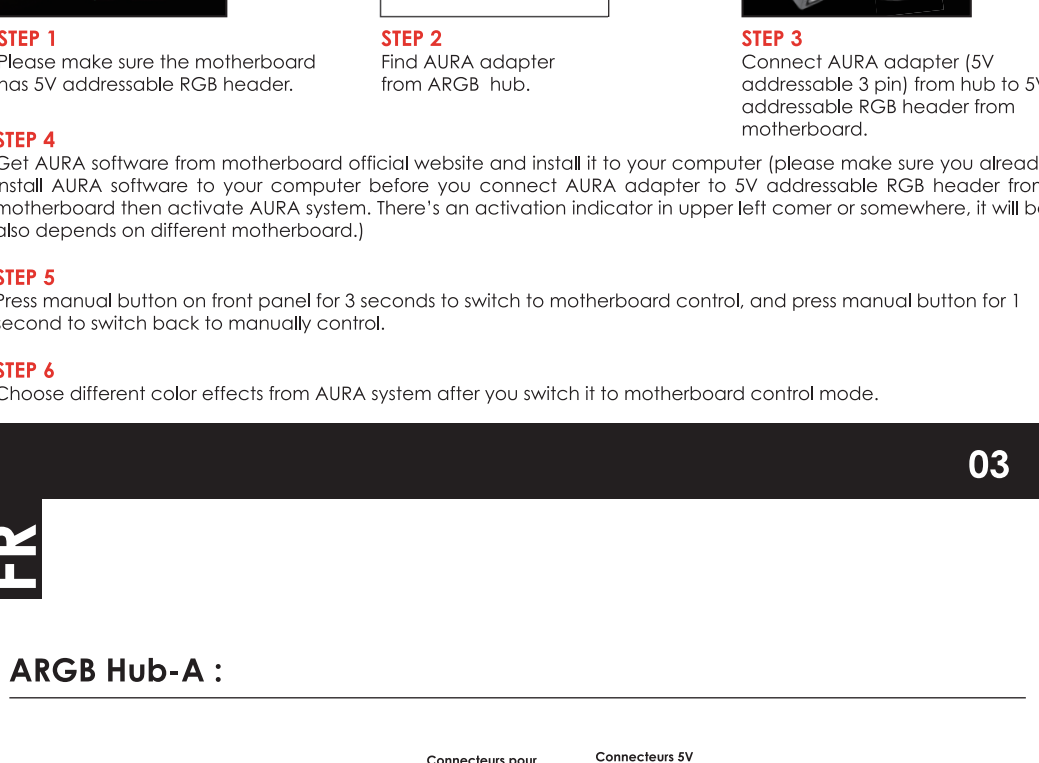 STEP 1
Please make sure the motherboard
has 5V addressable RGB header.
STEP 2
Find AURA adapter
from ARGB hub.
STEP 3
Connect AURA adapter (5V
addressable 3 pin) from hub to 5V
addressable RGB header from
motherboard.
STEP 4
Get AURA software from motherboard official website and install it to your computer (please make sure you alread
install AURA software to your computer before you connect AURA adapter to 5V addressable RGB header from
motherboard then activate AURA system. There's an activation indicator in upper left comer or somewhere, it will be
also depends on different motherboard.)
STEP 5
Press manual button on front panel for 3 seconds to switch to motherboard control, and press manual button for 1
second to switch back to manually control.
STEP 6
Choose different color effects from AURA system after you switch it to motherboard control mode.
03
FR
ARGB Hub-A :
Connecteurs pour
Connecteurs 5V